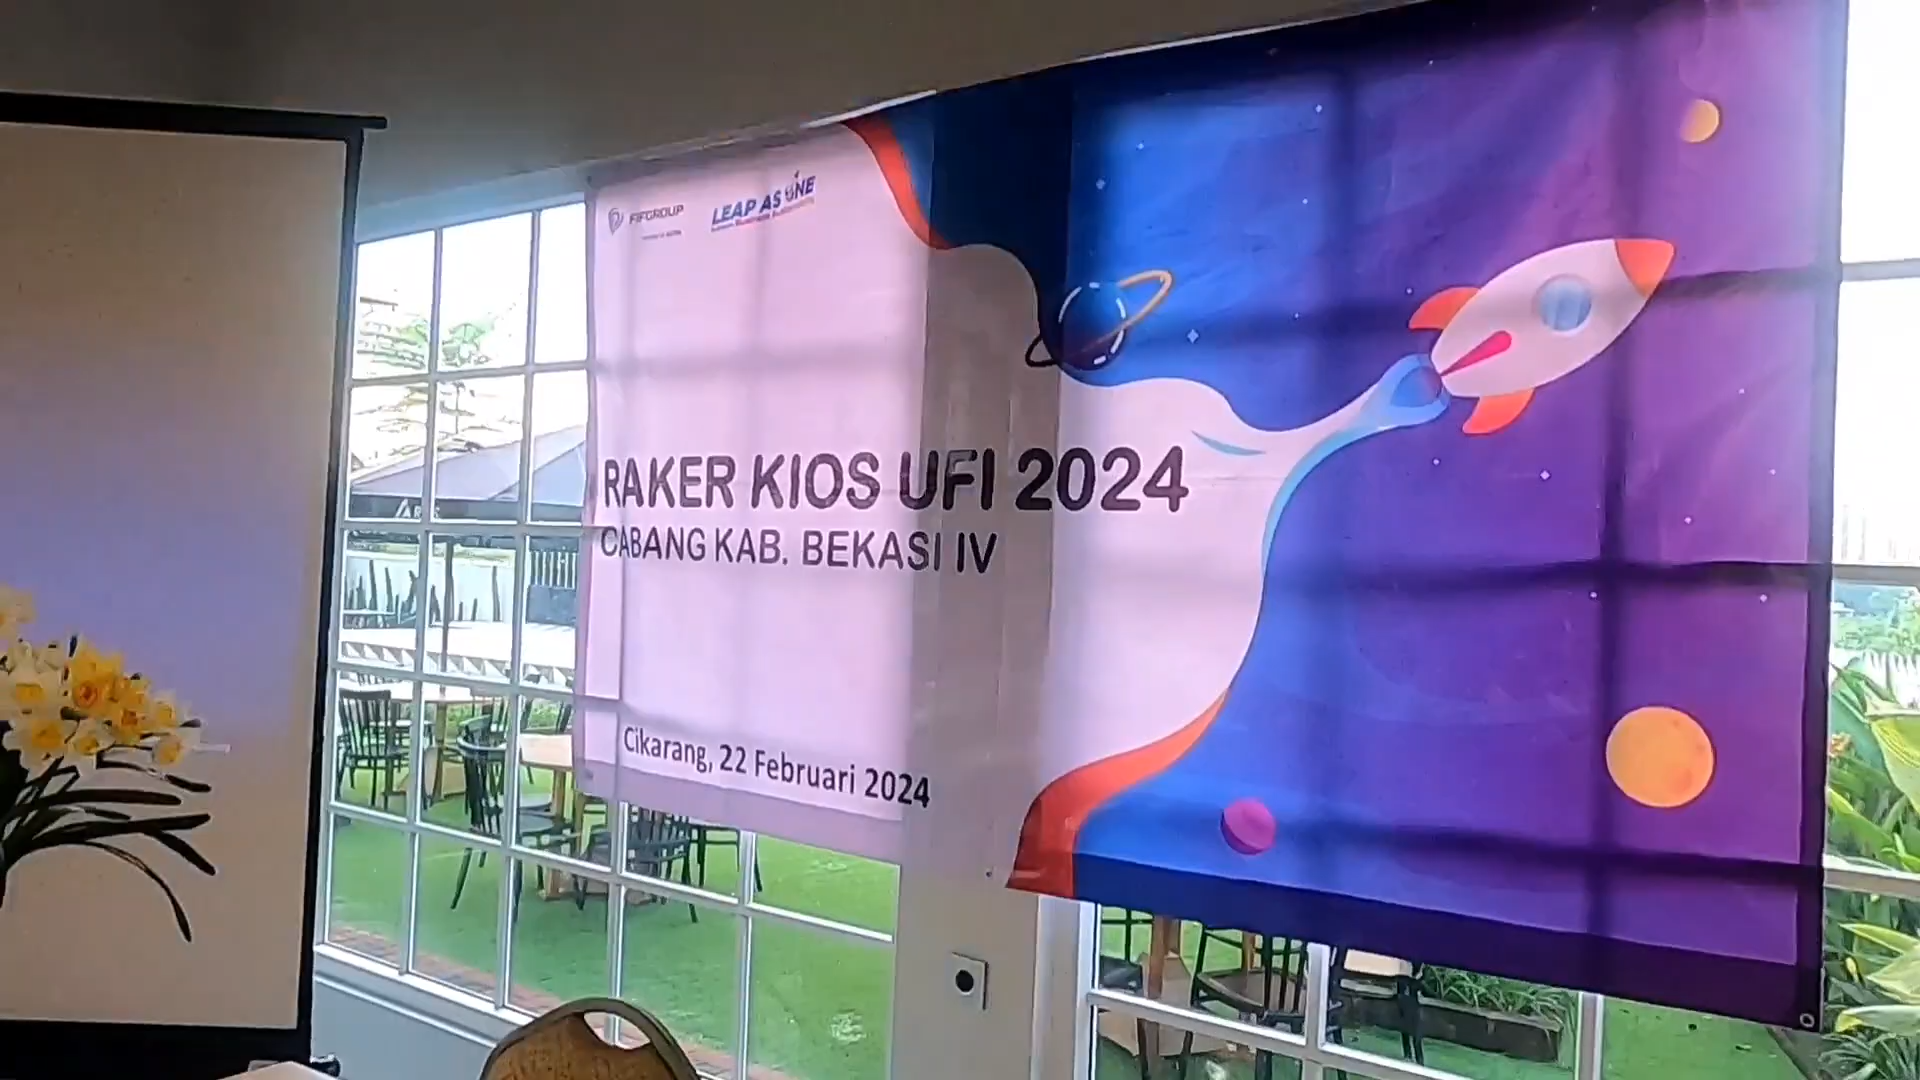 FIFGROUP
LEAP AS ONE
RAKER KIOS UFI 2024
CABANG KAB. BEKASI IV
Cikarang, 22 Februari 2024